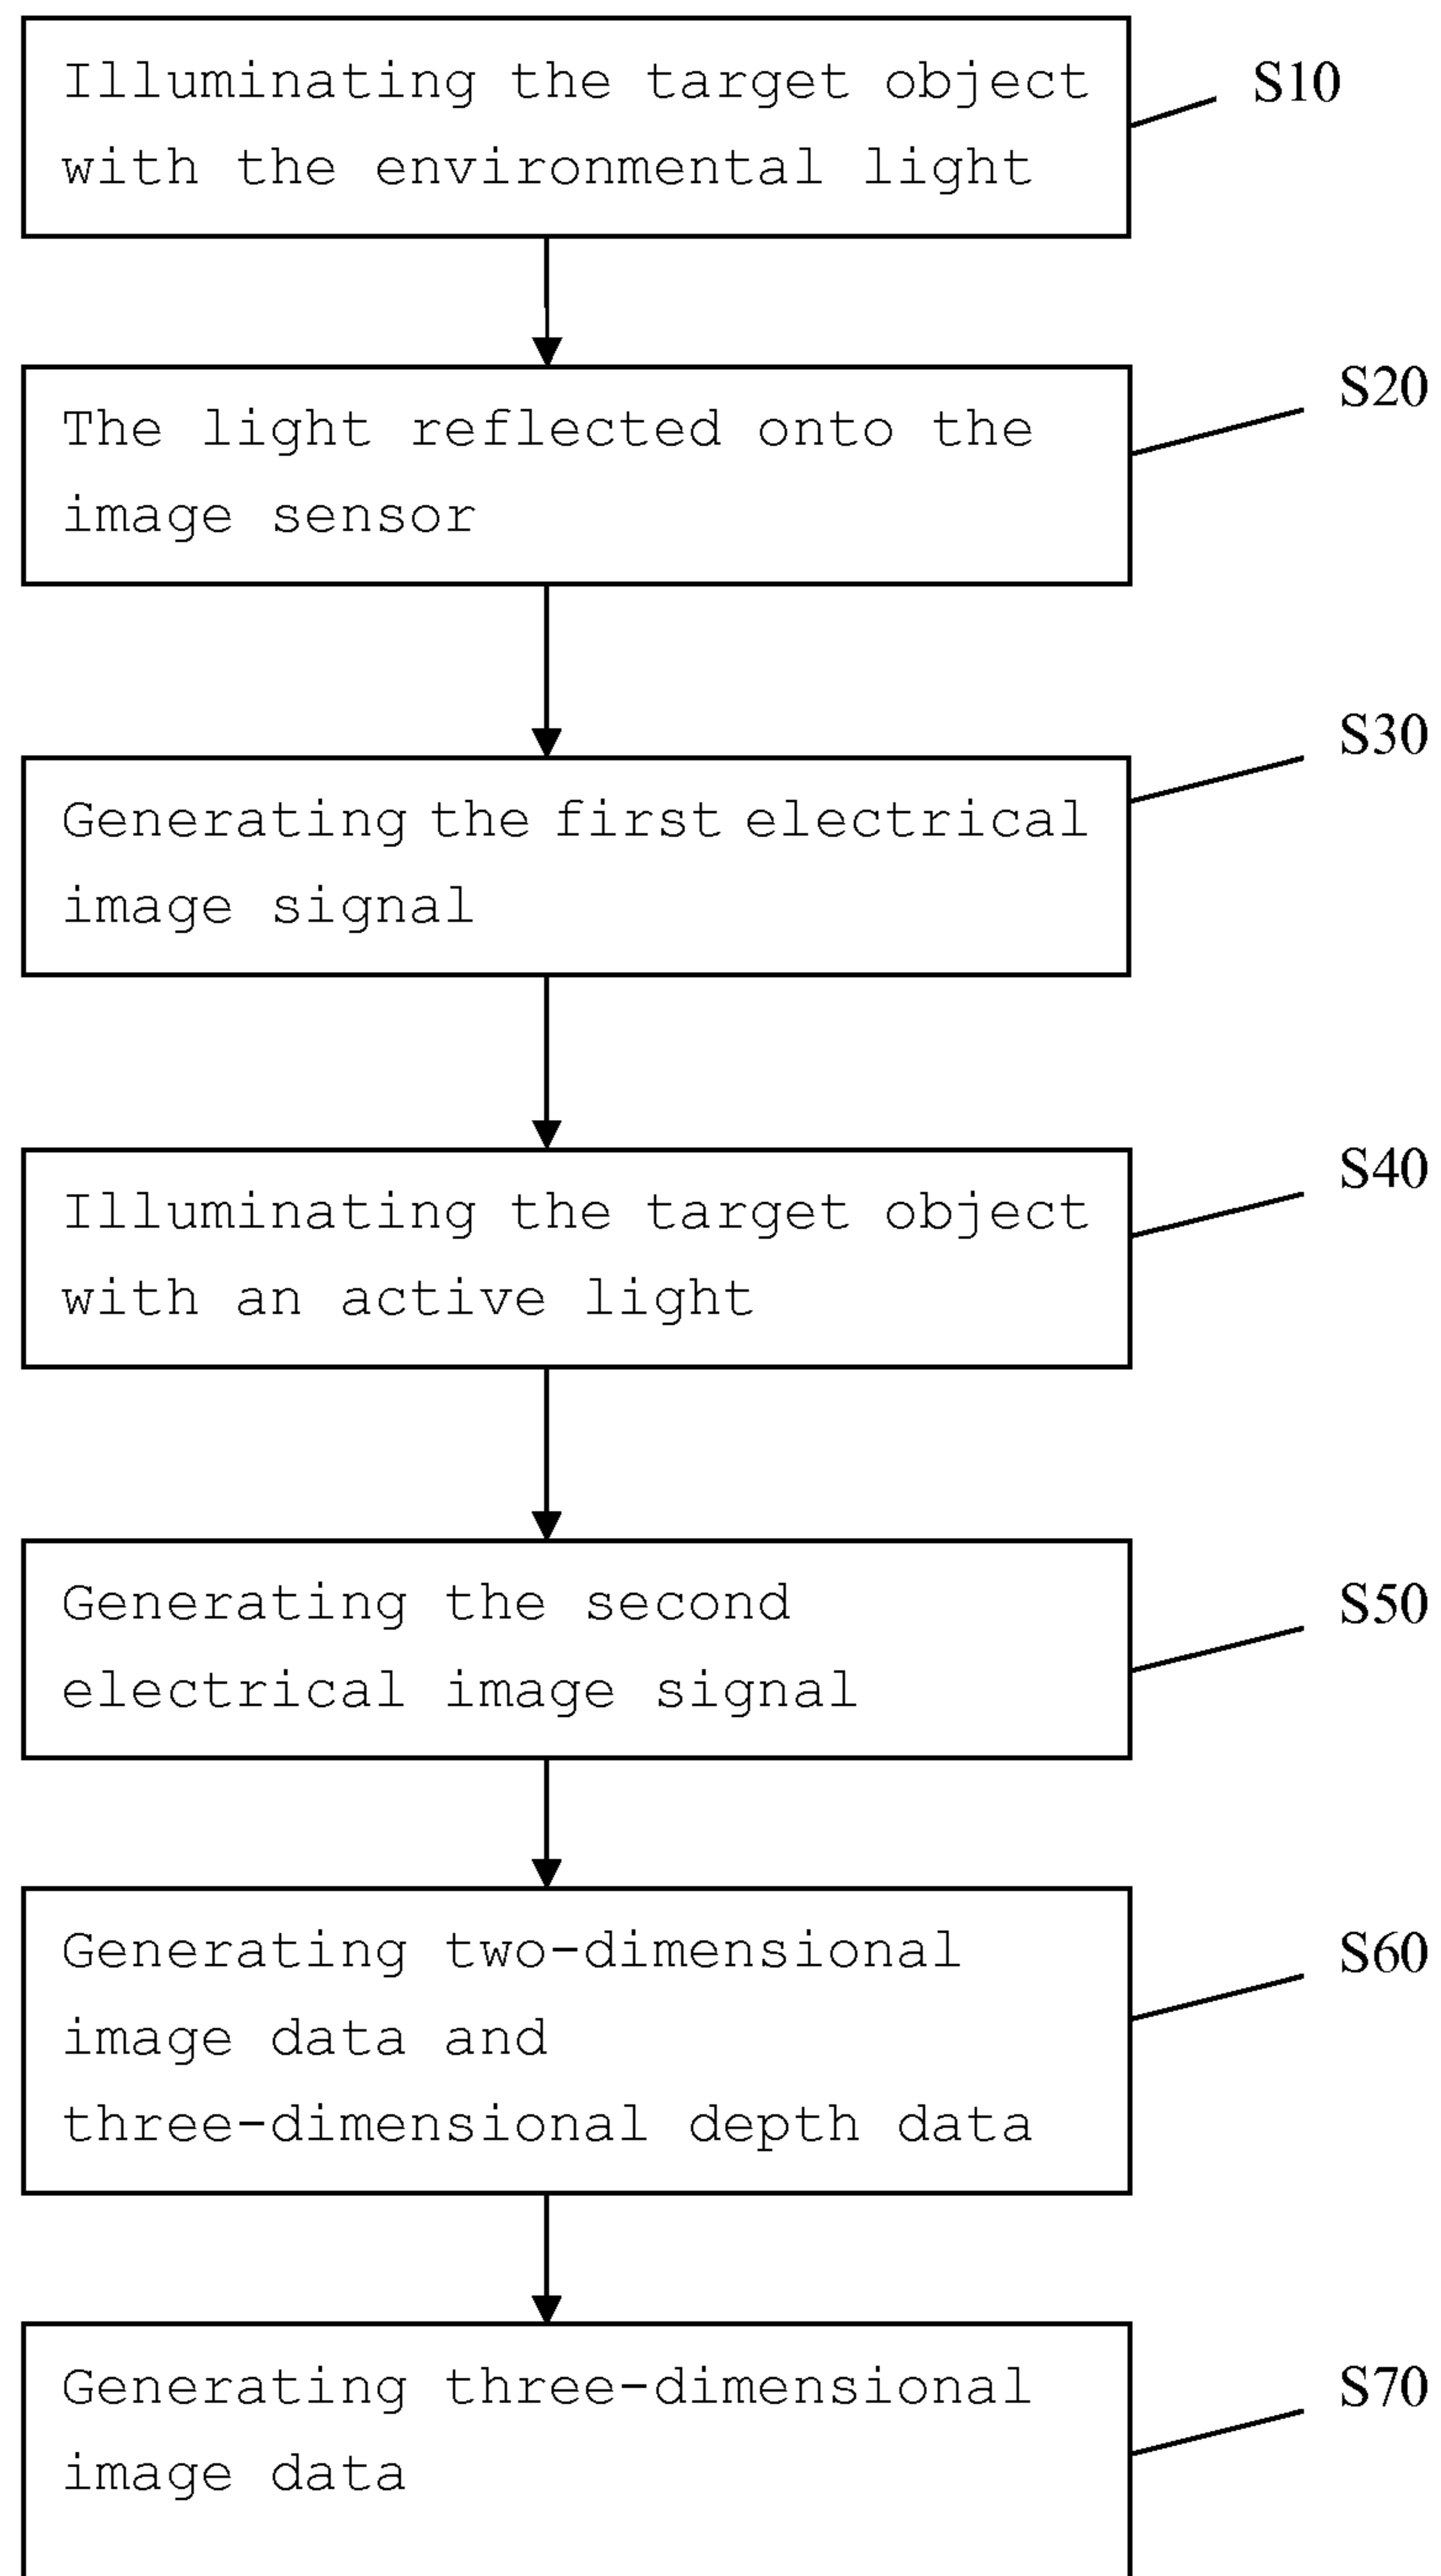 Illuminating the target object
with the environmental light
S10
The light reflected onto the
image sensor
S20
Generating the first electrical
image signal
S30
Illuminating the target object
with an active light
S40
Generating the second
electrical image signal
S50
Generating two-dimensional
image data and
three-dimensional depth data
S60
Generating three-dimensional
image data
S70